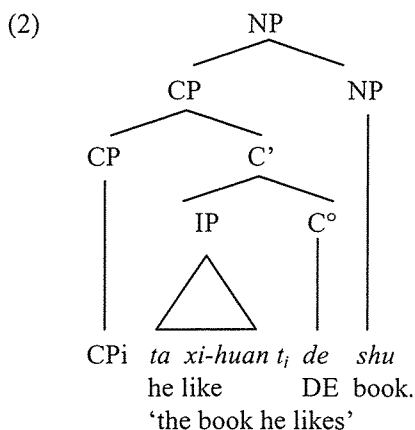 (2) NP
CP NP
CP C’
IP C°
CPi ta xi-huan ti de shu
he like DE book.
‘the book he likes’